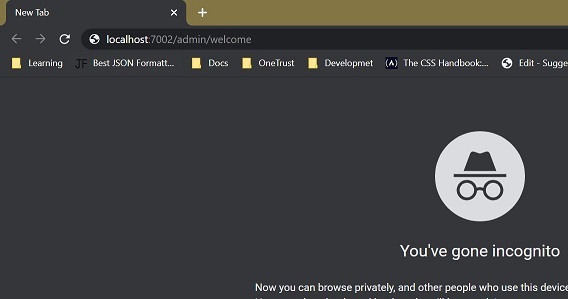 New Tab
localhost:7002/admin/welcome
Learning JF Best JSON Formatt... Docs OneTrust Developmet (A) The CSS Handbook:... Edit - Sugge
You've gone incognito
Now you can browse privately, and other people who use this device